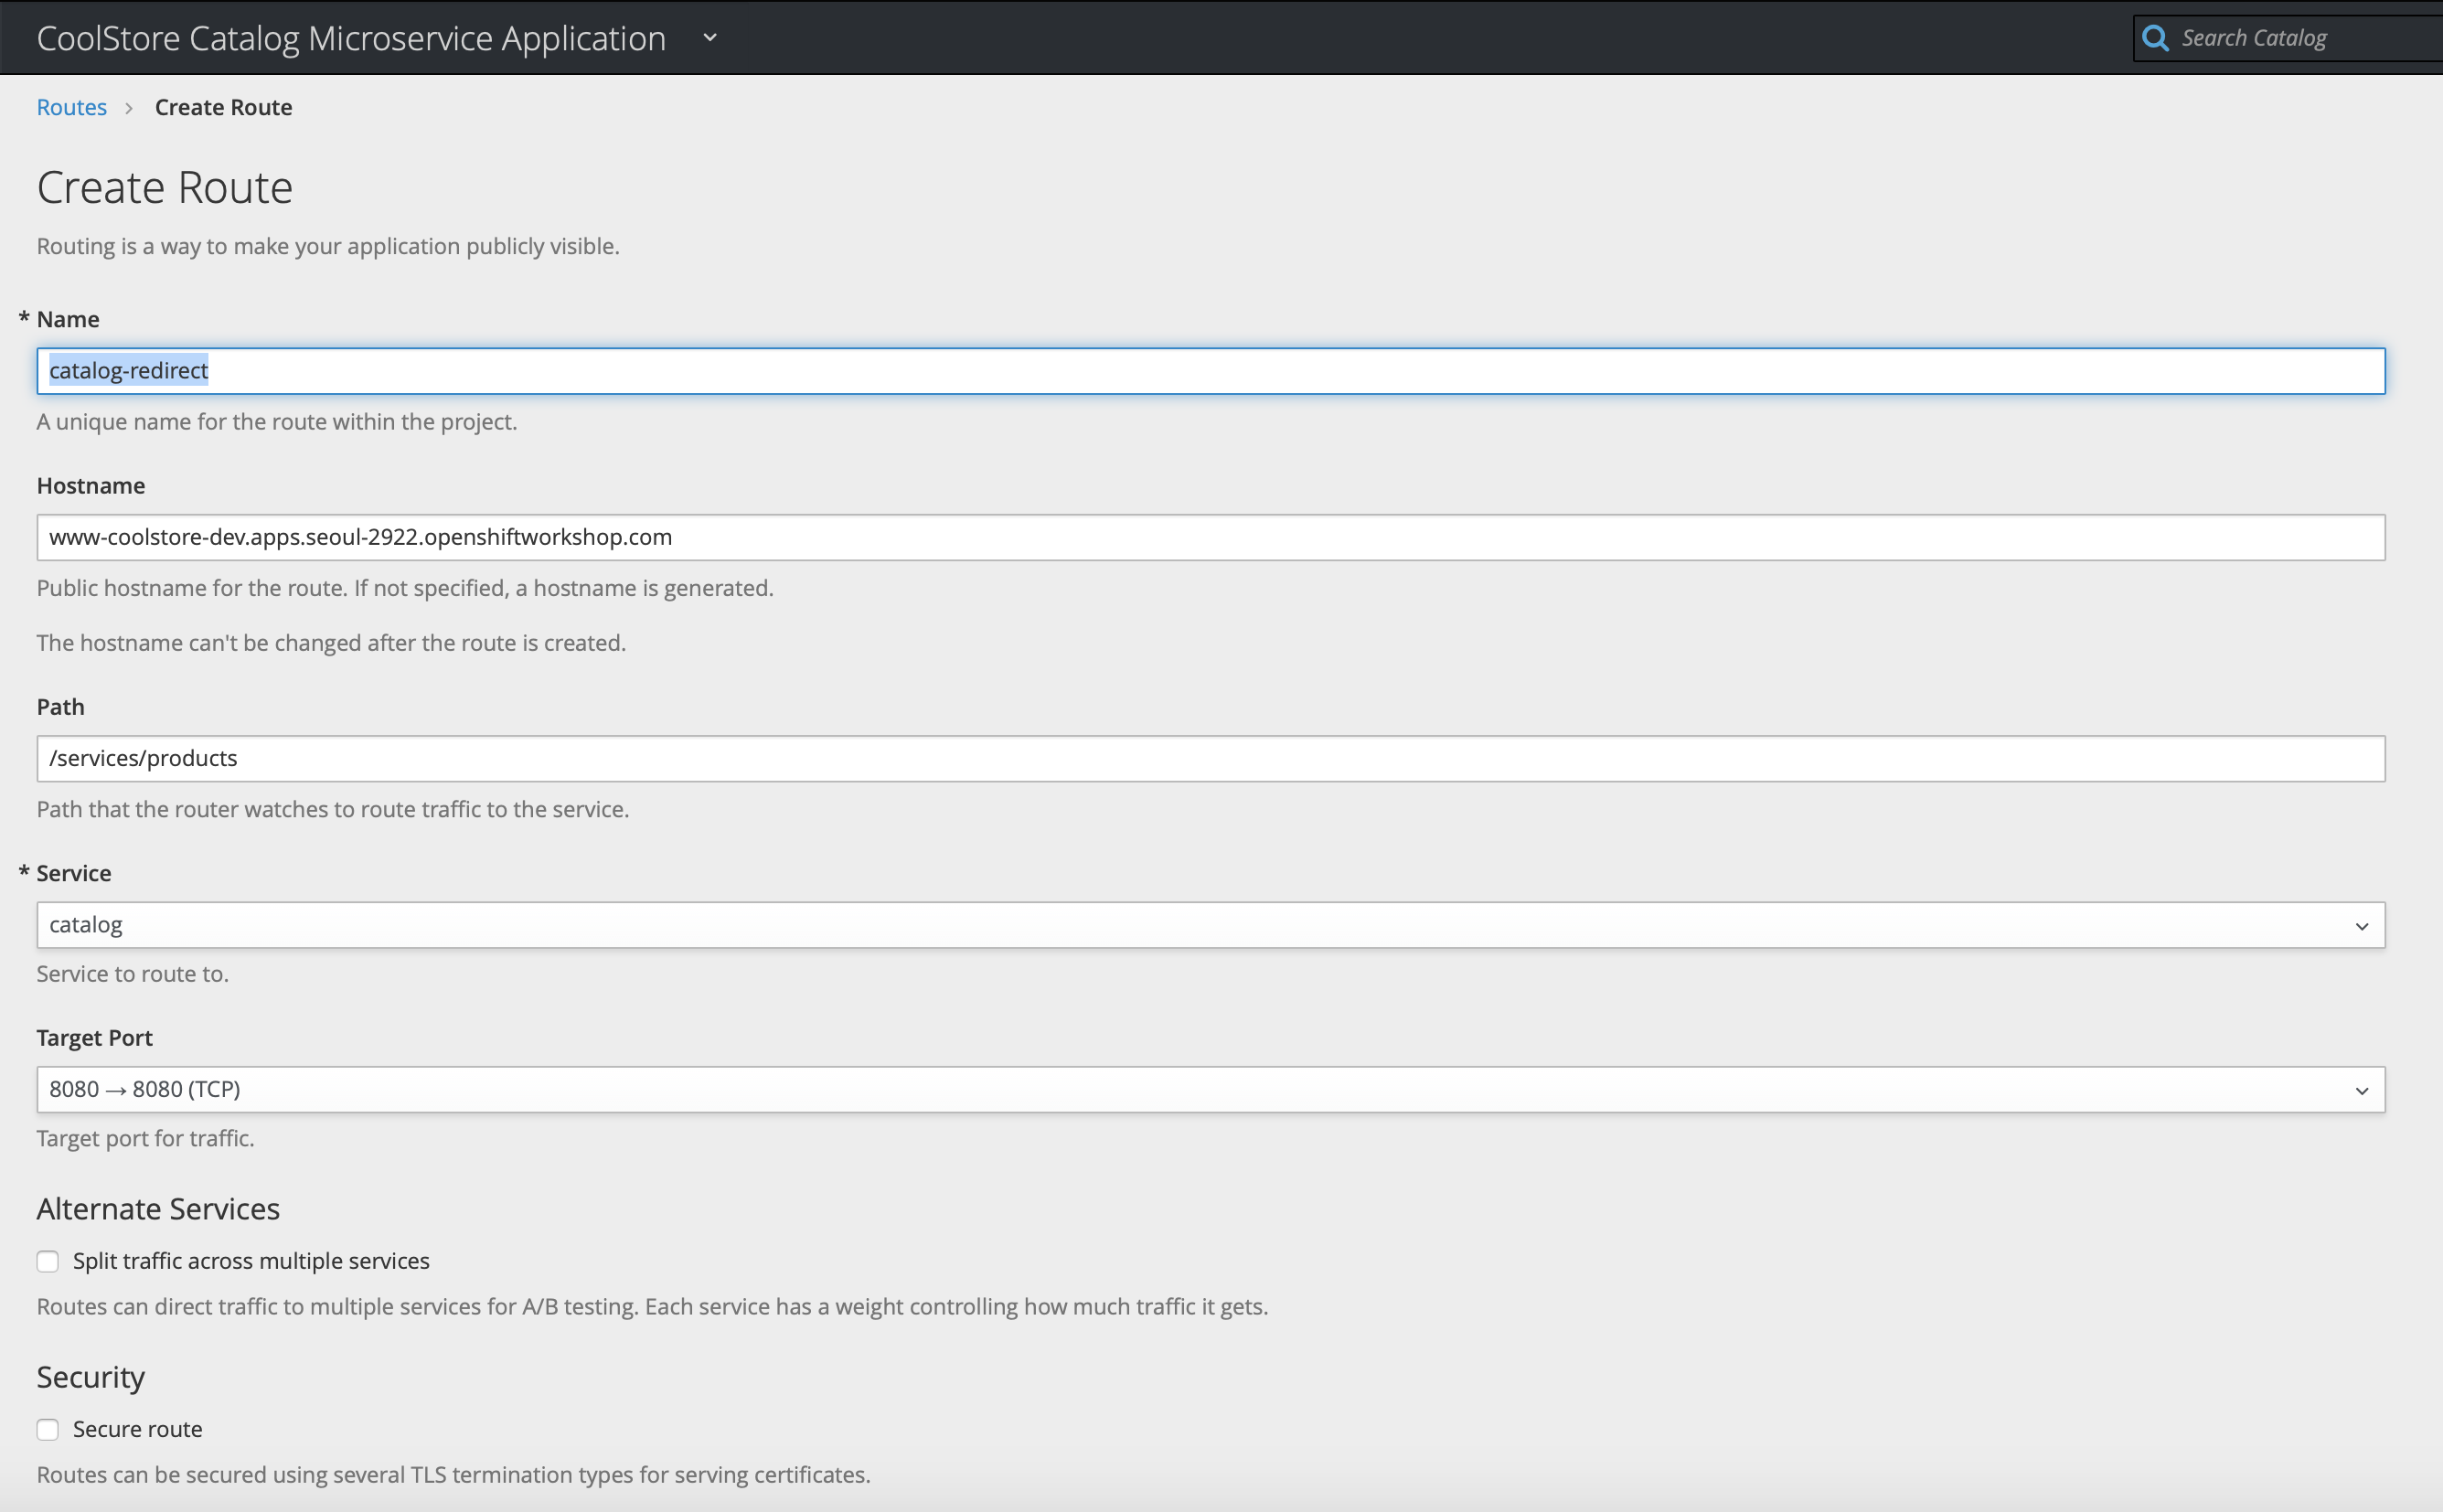 CoolStore Catalog Microservice Application
Search Catalog
Routes > Create Route
Create Route
Routing is a way to make your application publicly visible.
* Name
catalog-redirect
A unique name for the route within the project.
Hostname
www-coolstore-dev.apps.seoul-2922.openshiftworkshop.com
Public hostname for the route. If not specified, a hostname is generated.
The hostname can't be changed after the route is created.
Path
/services/products
Path that the router watches to route traffic to the service.
* Service
catalog
Service to route to.
Target Port
8080 → 8080 (TCP)
Target port for traffic.
Alternate Services
Split traffic across multiple services
Routes can direct traffic to multiple services for A/B testing. Each service has a weight controlling how much traffic it gets.
Security
Secure route
Routes can be secured using several TLS termination types for serving certificates.